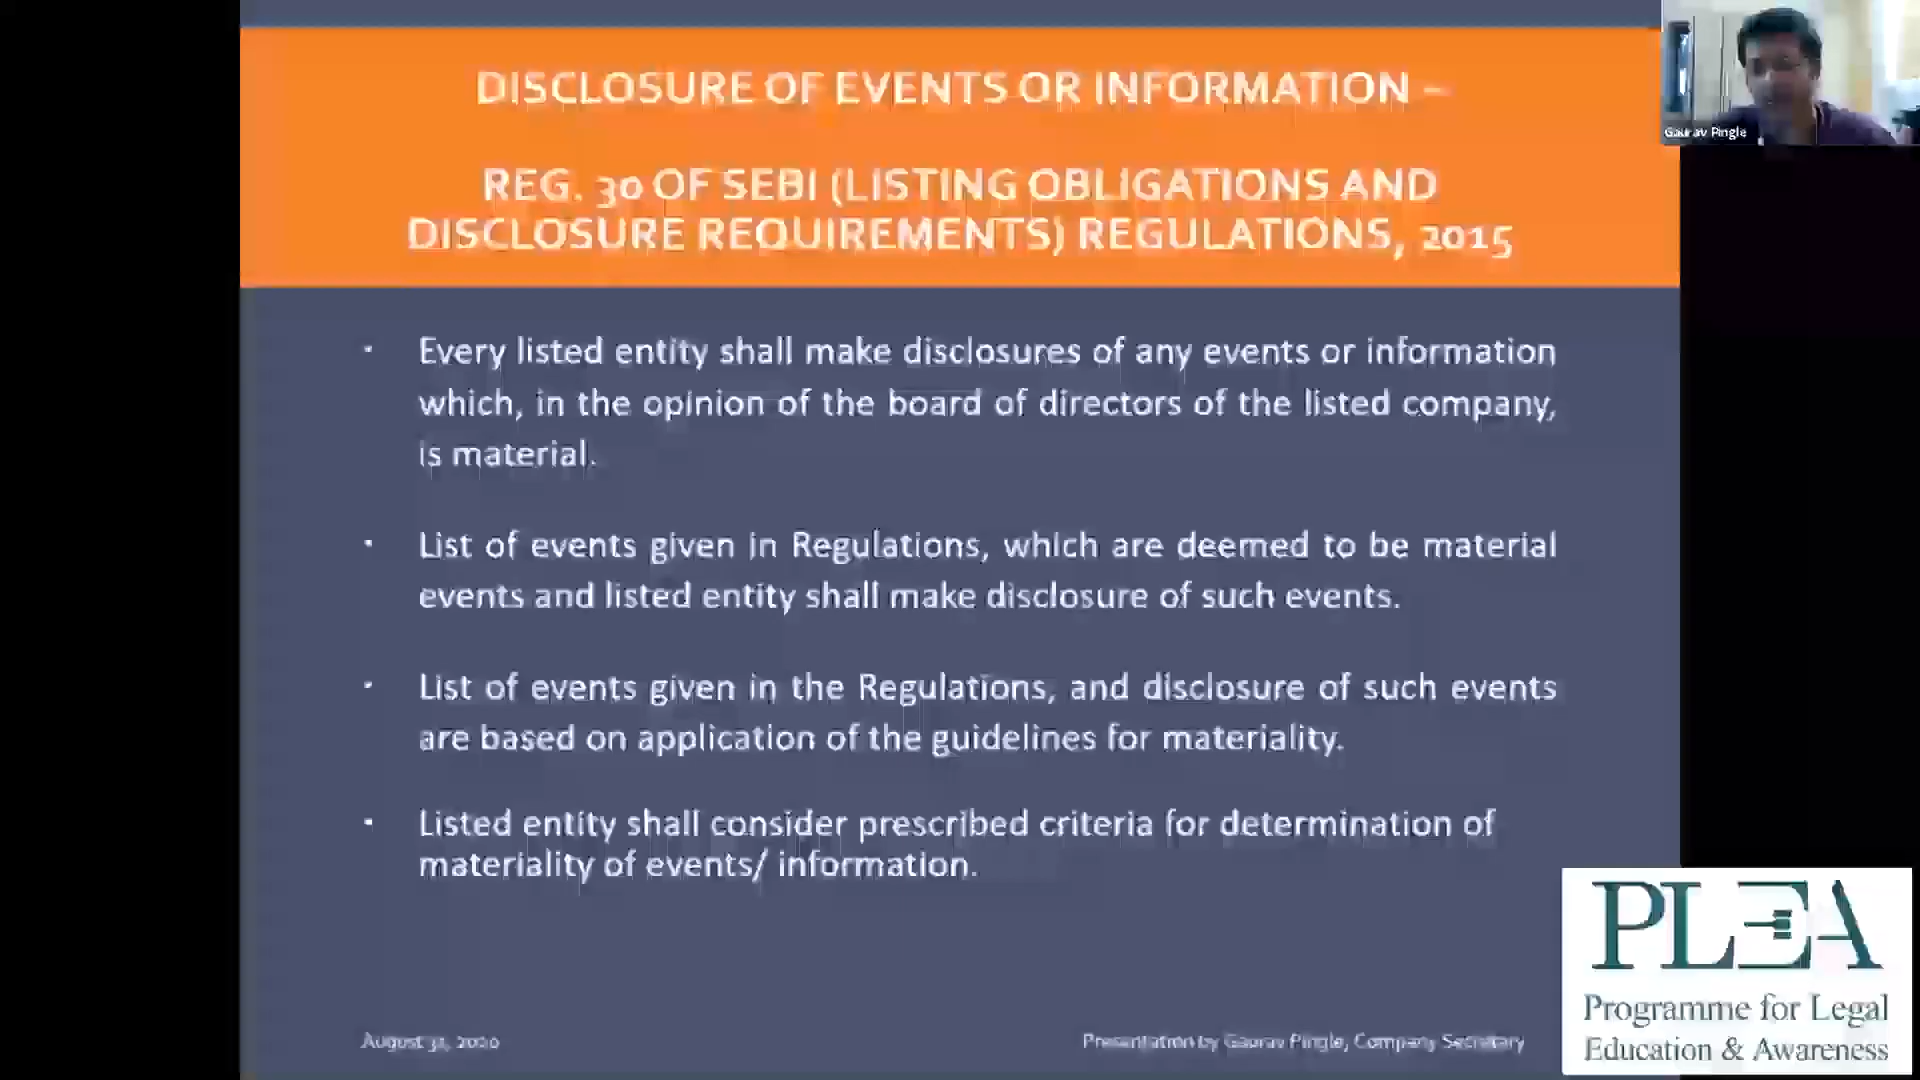 DISCLOSURE OF EVENTS OR INFORMATION –
REG. 30 OF SEBI (LISTING OBLIGATIONS AND
DISCLOSURE REQUIREMENTS) REGULATIONS, 2015
Gaurav Pingle
· Every listed entity shall make disclosures of any events or information
which, in the opinion of the board of directors of the listed company,
is material.
· List of events given in Regulations, which are deemed to be material
events and listed entity shall make disclosure of such events.
· List of events given in the Regulations, and disclosure of such events
are based on application of the guidelines for materiality.
· Listed entity shall consider prescribed criteria for determination of
materiality of events/ information.
August 31, 2020
Presentation by Gaurav Pingle, Company Secretary
PLEA
Programme for Legal
Education & Awareness